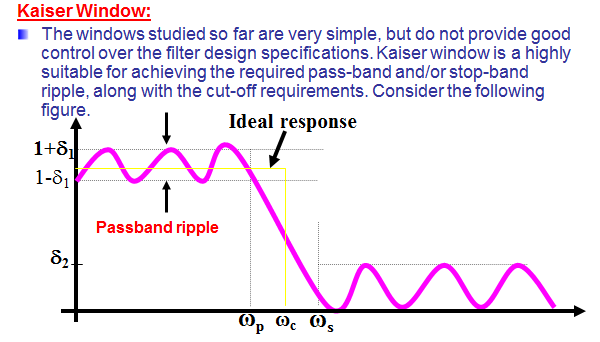 Kaiser Window:
The windows studied so far are very simple, but do not provide good
control over the filter design specifications. Kaiser window is a highly
suitable for achieving the required pass-band and/or stop-band
ripple, along with the cut-off requirements. Consider the following
figure.
Ideal response
1+δ₁
1-δ₁
Passband ripple
δ₂
ωp ωc ωs